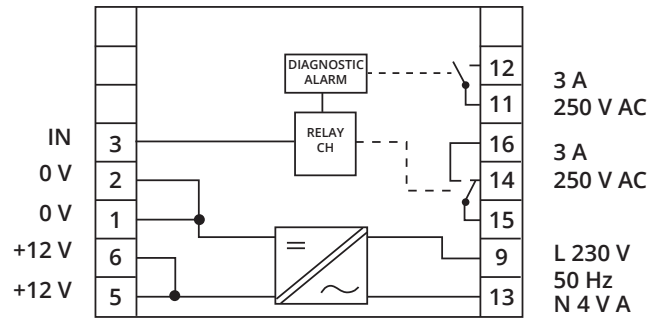 DIAGNOSTIC
ALARM
12
11
3 A
250 V AC
RELAY
CH
IN
3
16
0 V
2
14
3 A
250 V AC
0 V
1
15
+12 V
6
9
L 230 V
50 Hz
+12 V
5
13
N 4 V A